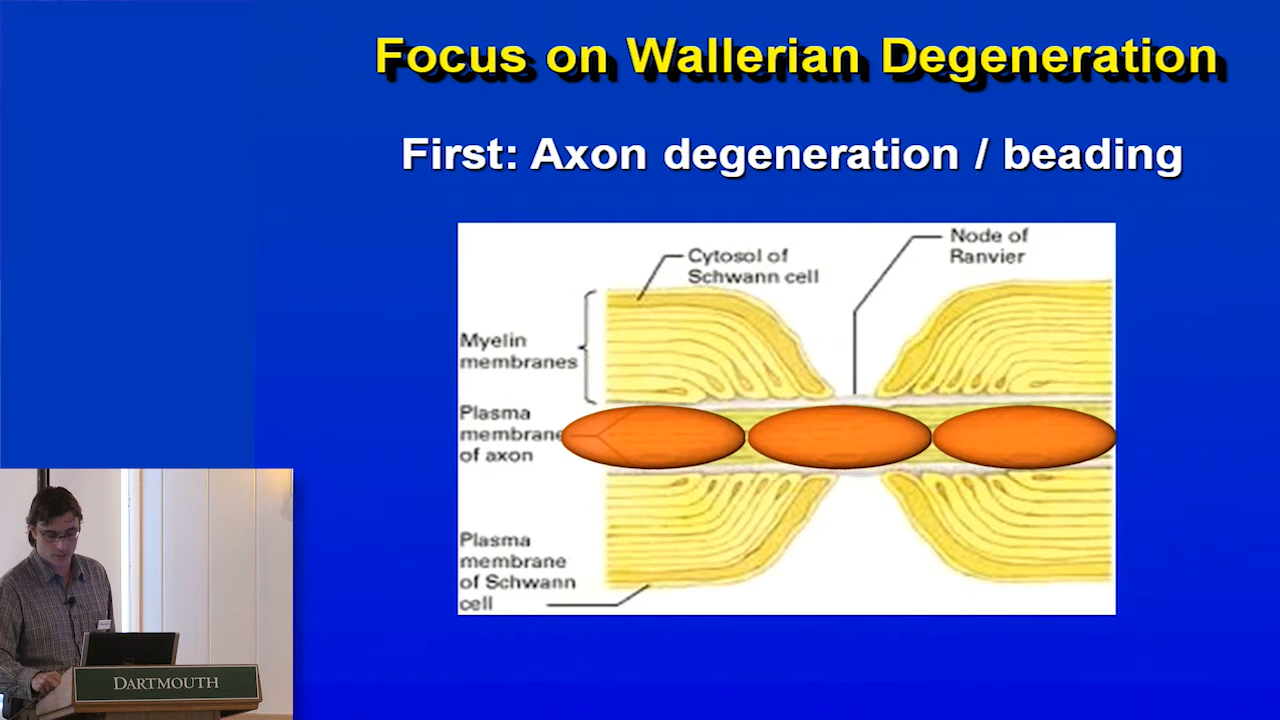 Focus on Wallerian Degeneration
First: Axon degeneration / beading
Node of
Ranvier
Cytosol of
Schwann cell
Myelin
membranes
Plasma
membrane
of axon
Plasma
membrane
of Schwann
cell
DARTMOUTH